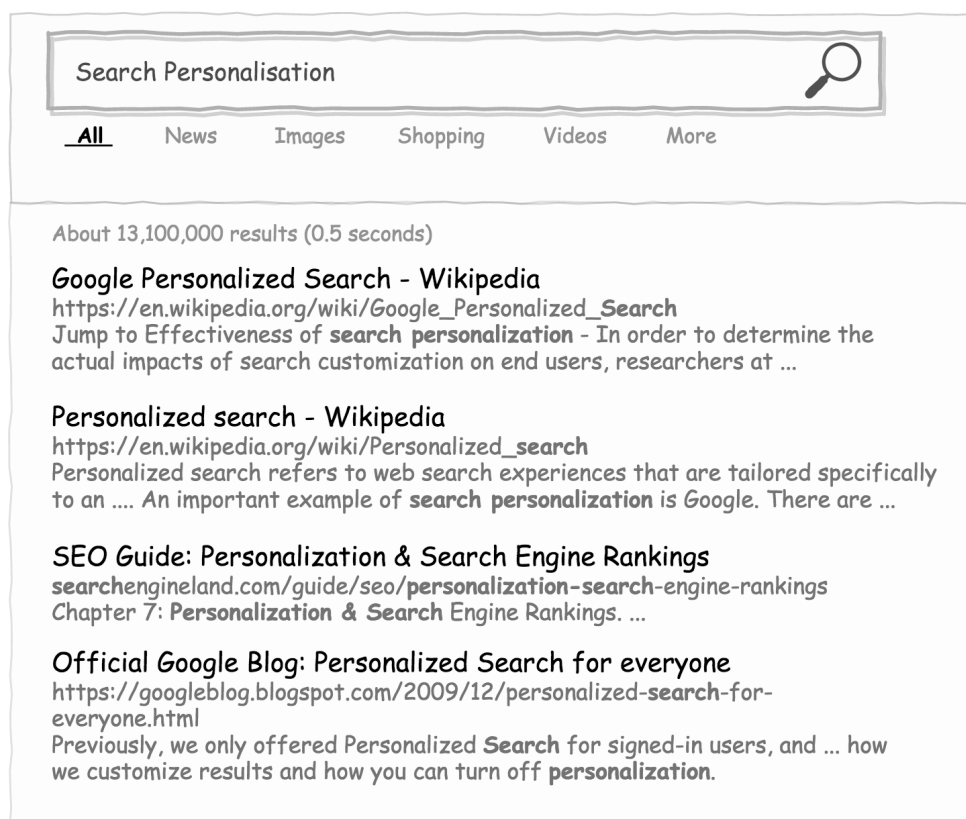 Search Personalisation
All News Images Shopping Videos More
About 13,100,000 results (0.5 seconds)
Google Personalized Search - Wikipedia
https://en.wikipedia.org/wiki/Google_Personalized_Search
Jump to Effectiveness of search personalization - In order to determine the
actual impacts of search customization on end users, researchers at ...
Personalized search - Wikipedia
https://en.wikipedia.org/wiki/Personalized_search
Personalized search refers to web search experiences that are tailored specifically
to an .... An important example of search personalization is Google. There are ...
SEO Guide: Personalization & Search Engine Rankings
searchengineland.com/guide/seo/personalization-search-engine-rankings
Chapter 7: Personalization & Search Engine Rankings. ...
Official Google Blog: Personalized Search for everyone
https://googleblog.blogspot.com/2009/12/personalized-search-for-
everyone.html
Previously, we only offered Personalized Search for signed-in users, and ... how
we customize results and how you can turn off personalization.